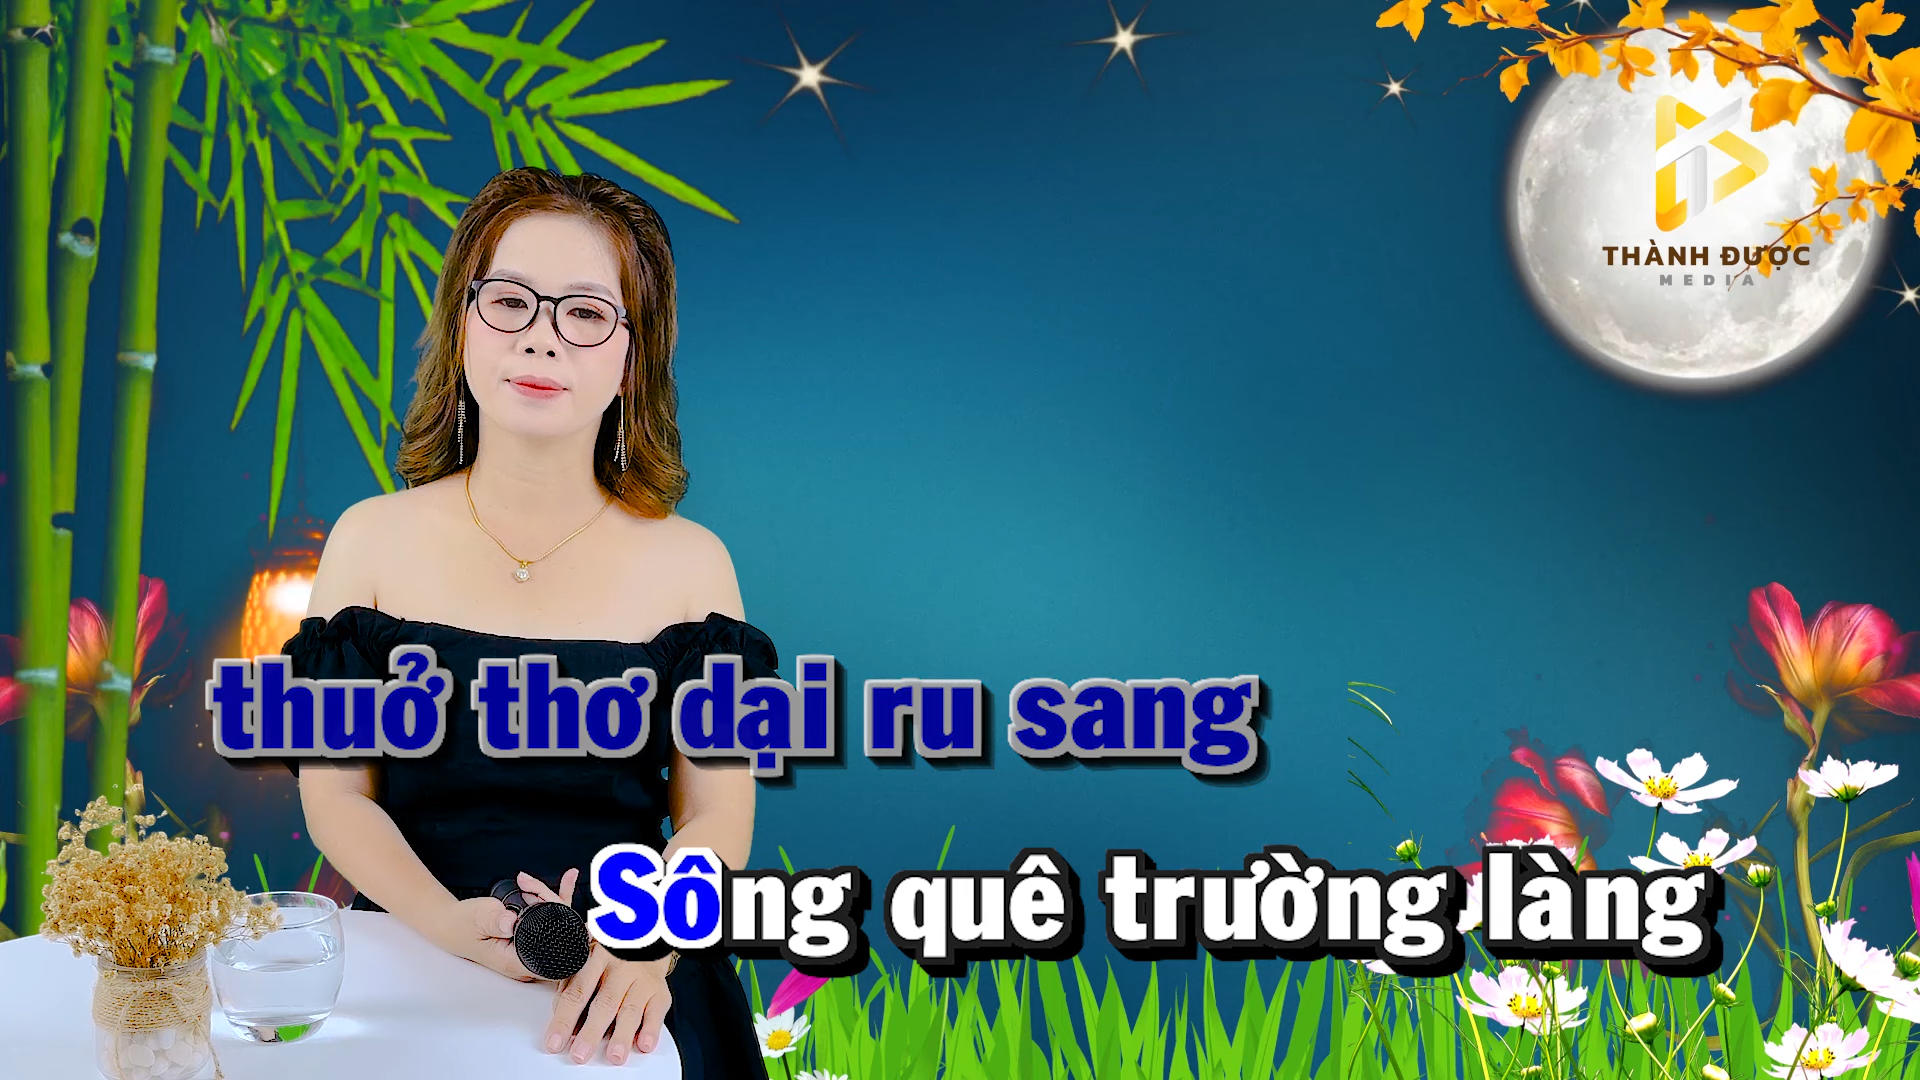 THÀNH ĐƯỢC
MEDIA
thuở thơ dại ru sang
Sông quê trường làng